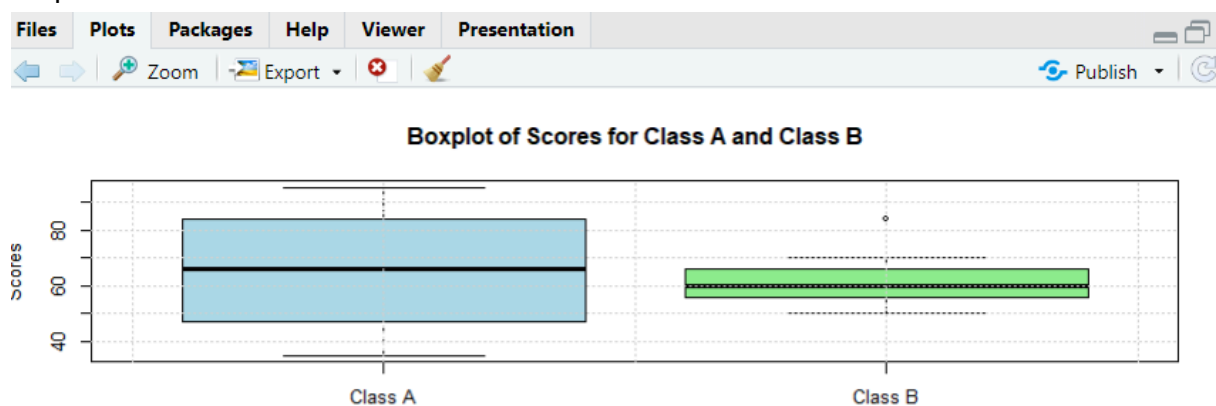 Files Plots Packages Help Viewer Presentation
Zoom Export Publish
Boxplot of Scores for Class A and Class B
80
Scores
60
40
Class A Class B